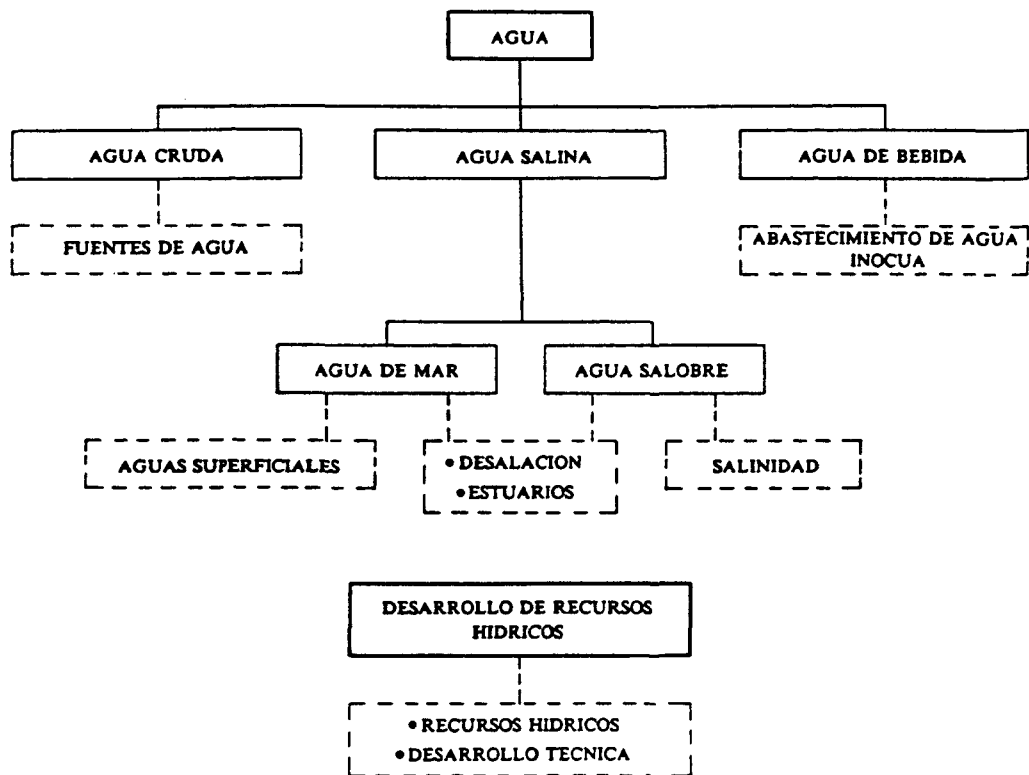 AGUA
AGUA CRUDA
AGUA SALINA
AGUA DE BEBIDA
FUENTES DE AGUA
ABASTECIMIENTO DE AGUA
INOCUA
AGUA DE MAR
AGUA SALOBRE
AGUAS SUPERFICIALES
• DESALACION
• ESTUARIOS
SALINIDAD
DESARROLLO DE RECURSOS
HIDRICOS
• RECURSOS HIDRICOS
• DESARROLLO TECNICA